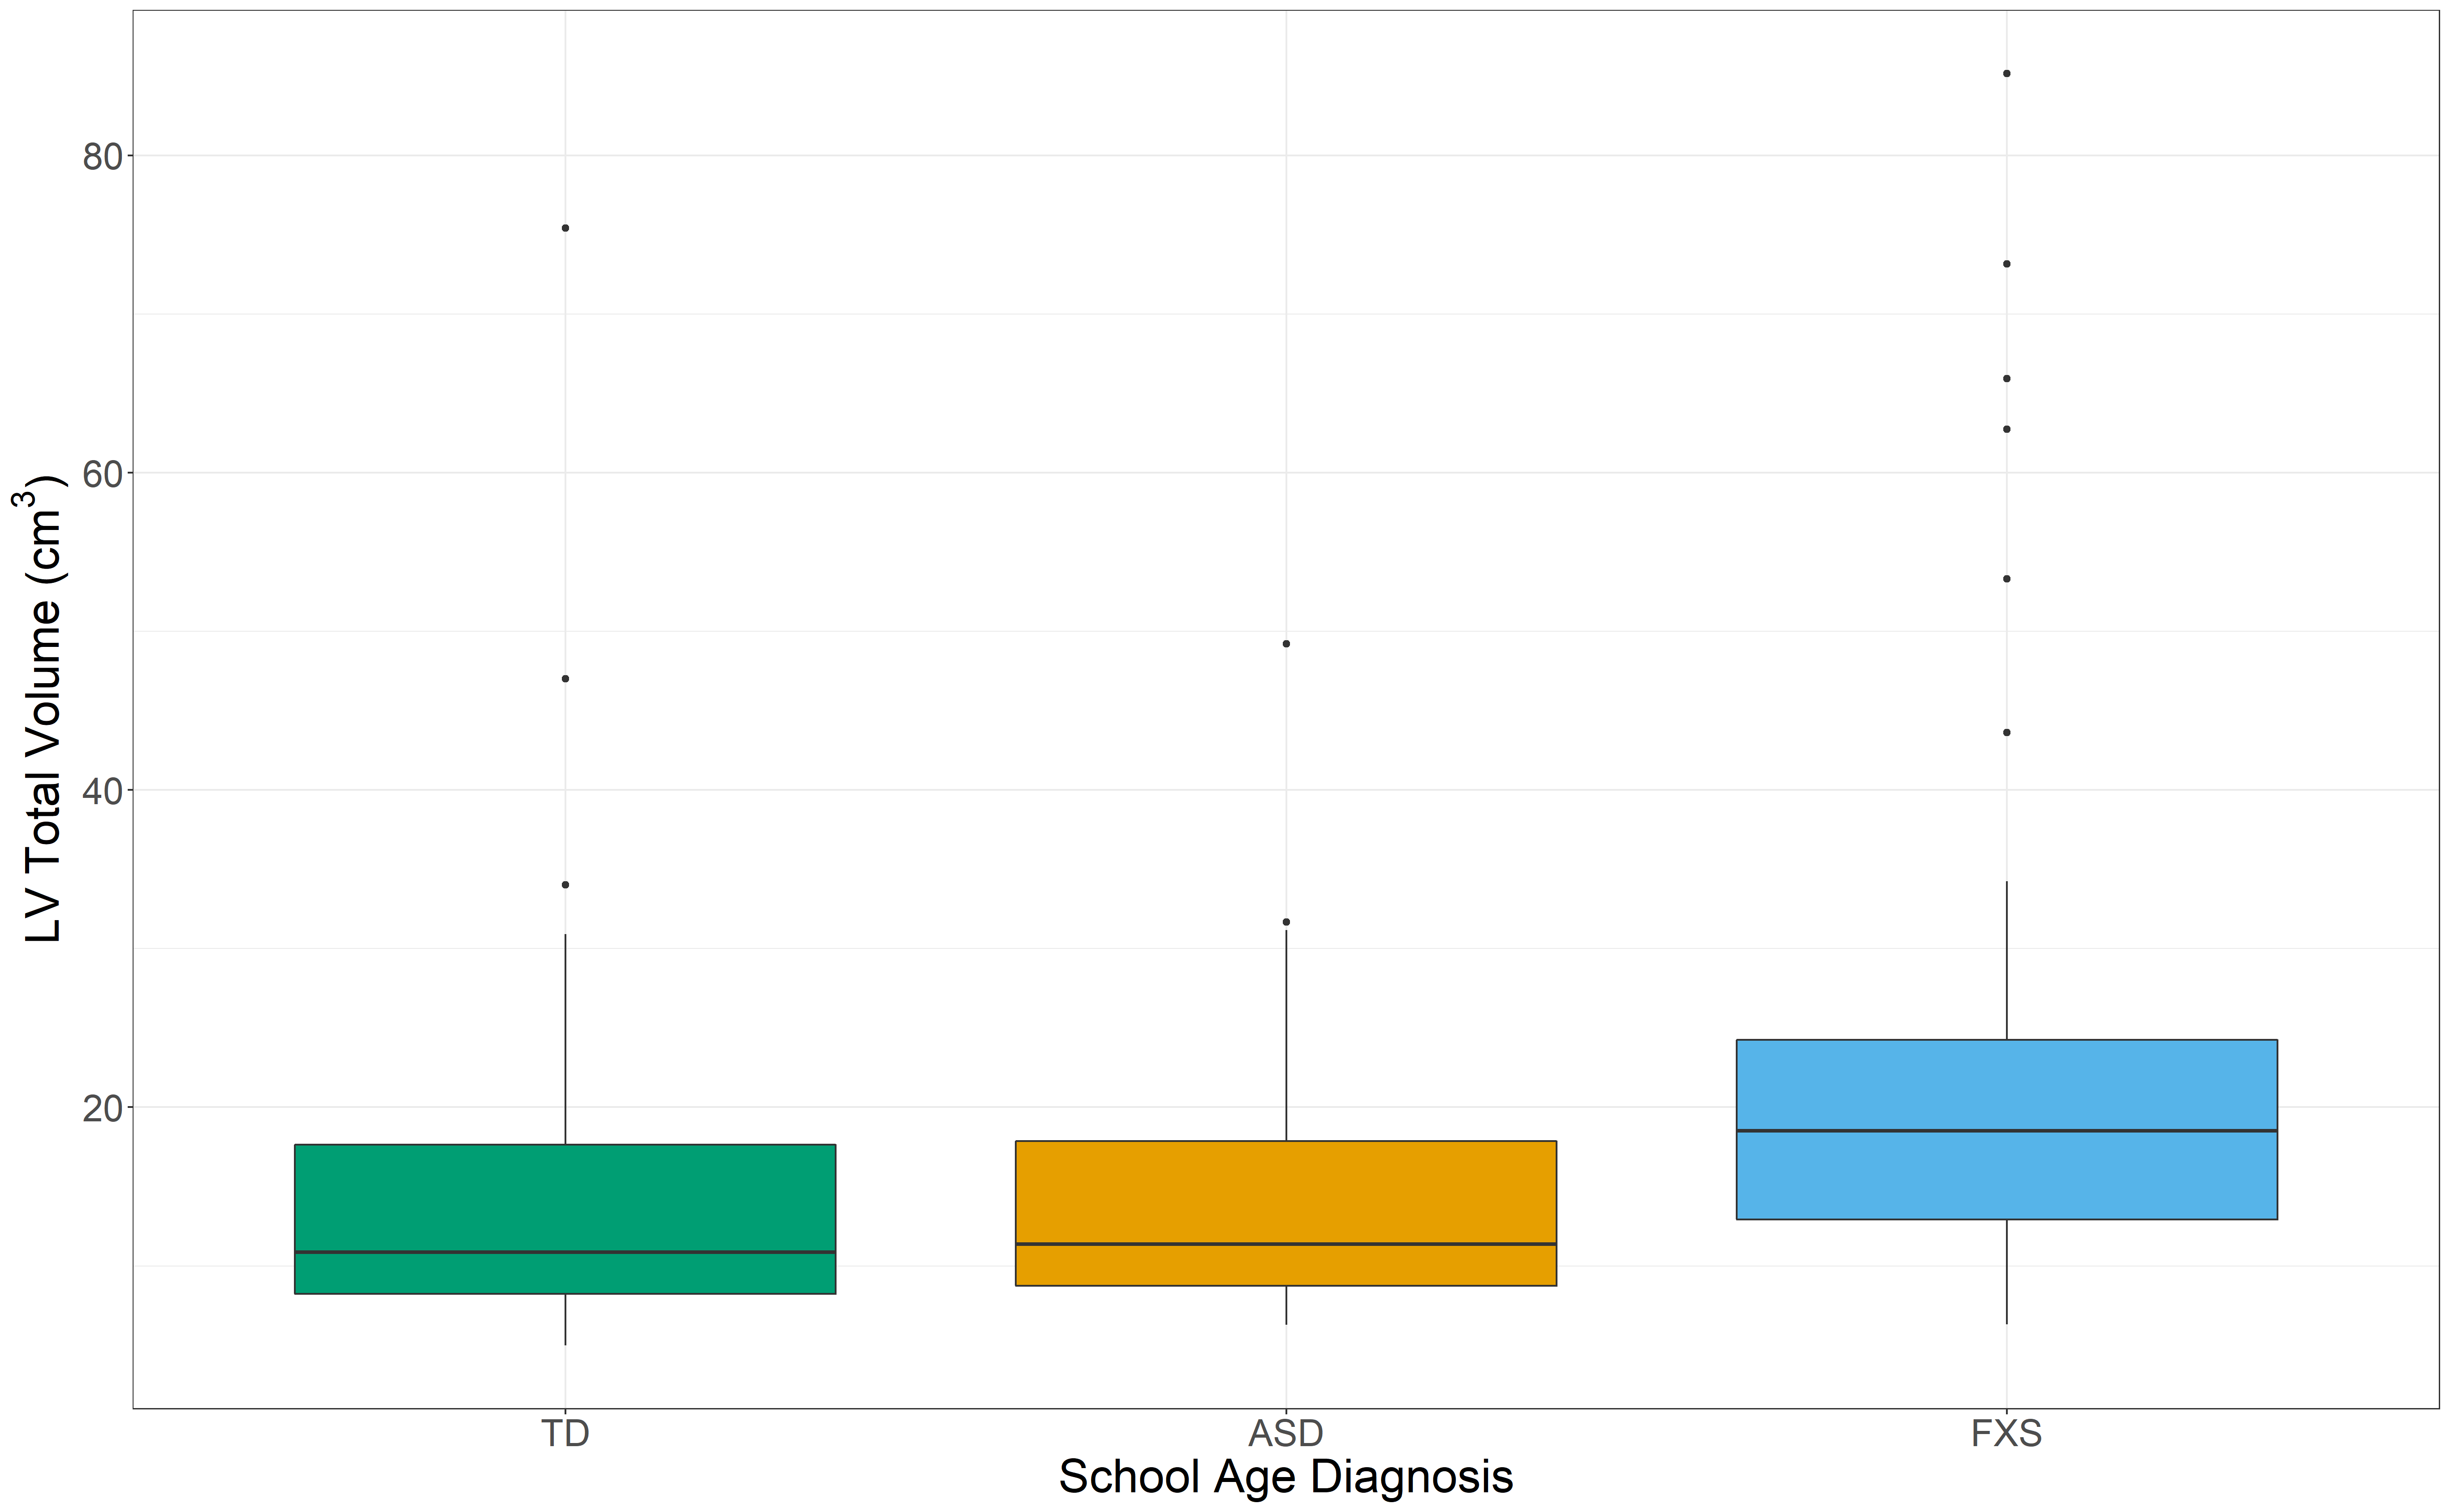 LV Total Volume (cm³)
80
60
40
20
TD ASD FXS
School Age Diagnosis